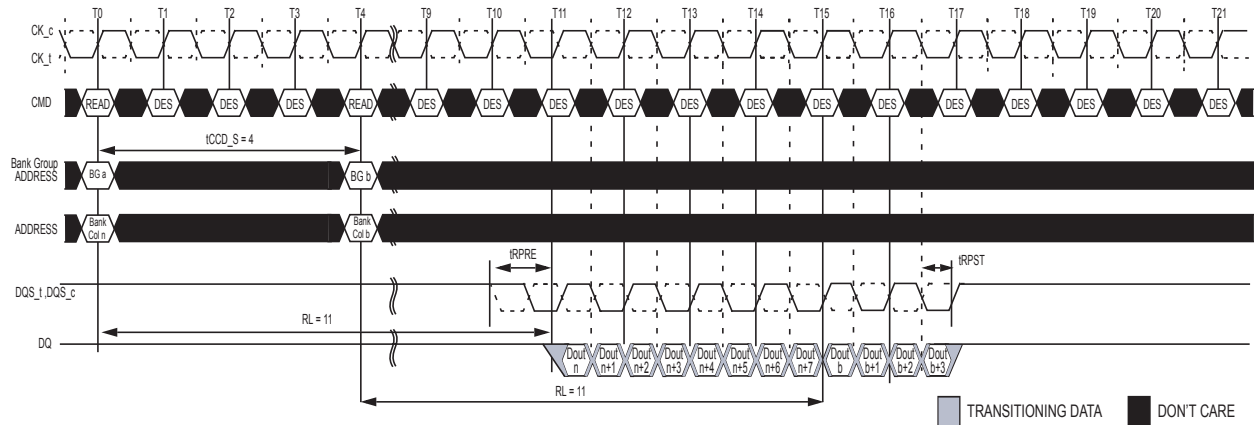 T0 T1 T2 T3 T4 T9 T10 T11 T12 T13 T14 T15 T16 T17 T18 T19 T20 T21
CK_c
CK_t
CMD READ DES DES DES READ DES DES DES DES DES DES DES DES DES DES DES DES DES
tCCD_S = 4
Bank Group
ADDRESS BG a BG b
ADDRESS Bank Col n Bank Col b
tRPRE tRPST
DQS_t ,DQS_c
RL = 11
DQ Dout n Dout n+1 Dout n+2 Dout n+3 Dout n+4 Dout n+5 Dout n+6 Dout n+7 Dout b Dout b+1 Dout b+2 Dout b+3
RL = 11
TRANSITIONING DATA DON'T CARE